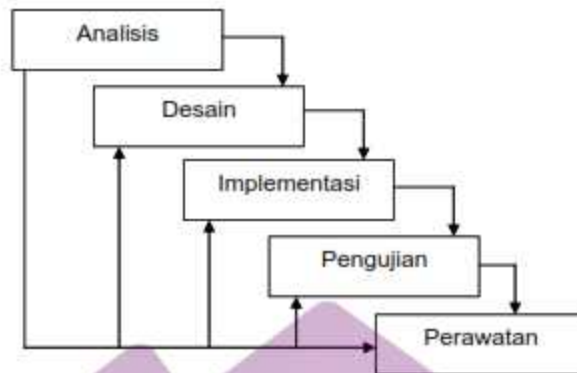 Analisis
Desain
Implementasi
Pengujian
Perawatan